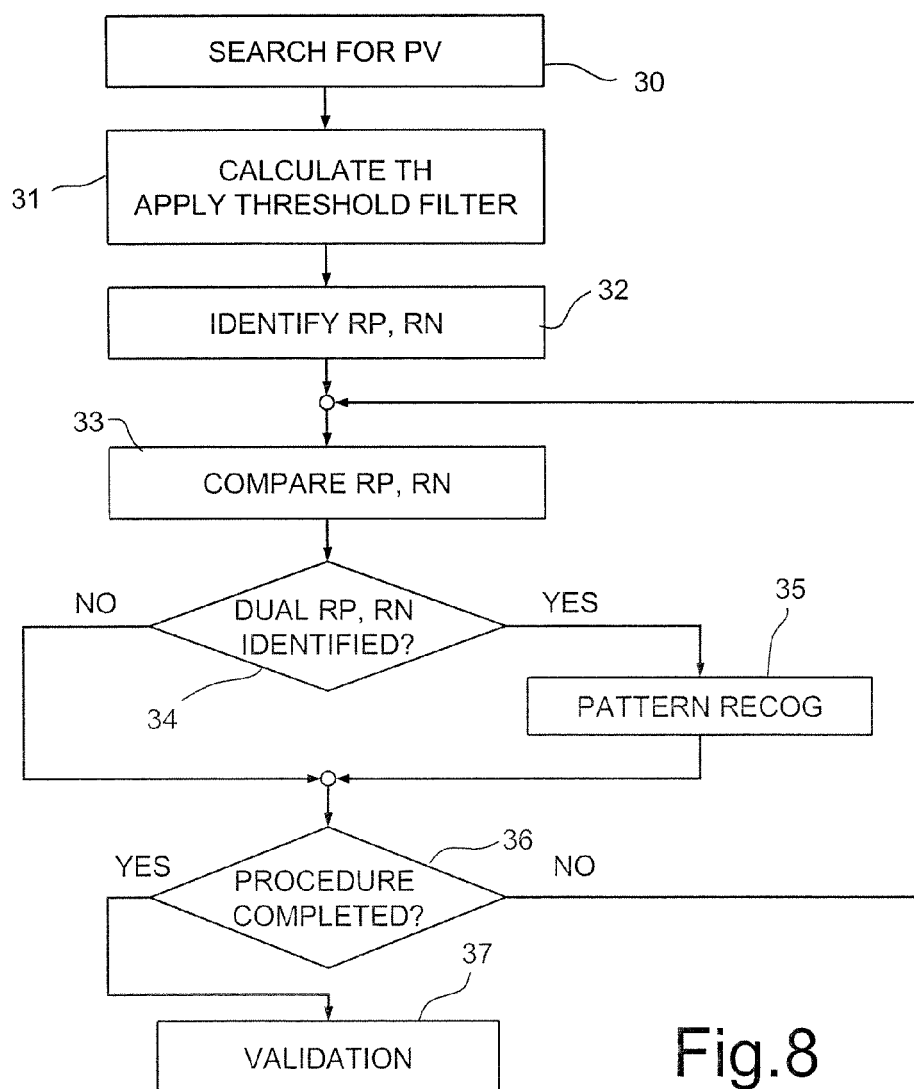 SEARCH FOR PV
30
31
CALCULATE TH
APPLY THRESHOLD FILTER
32
IDENTIFY RP, RN
33
COMPARE RP, RN
NO
DUAL RP, RN
IDENTIFIED?
YES
34
35
PATTERN RECOG
36
YES
PROCEDURE
COMPLETED?
NO
37
VALIDATION
Fig.8